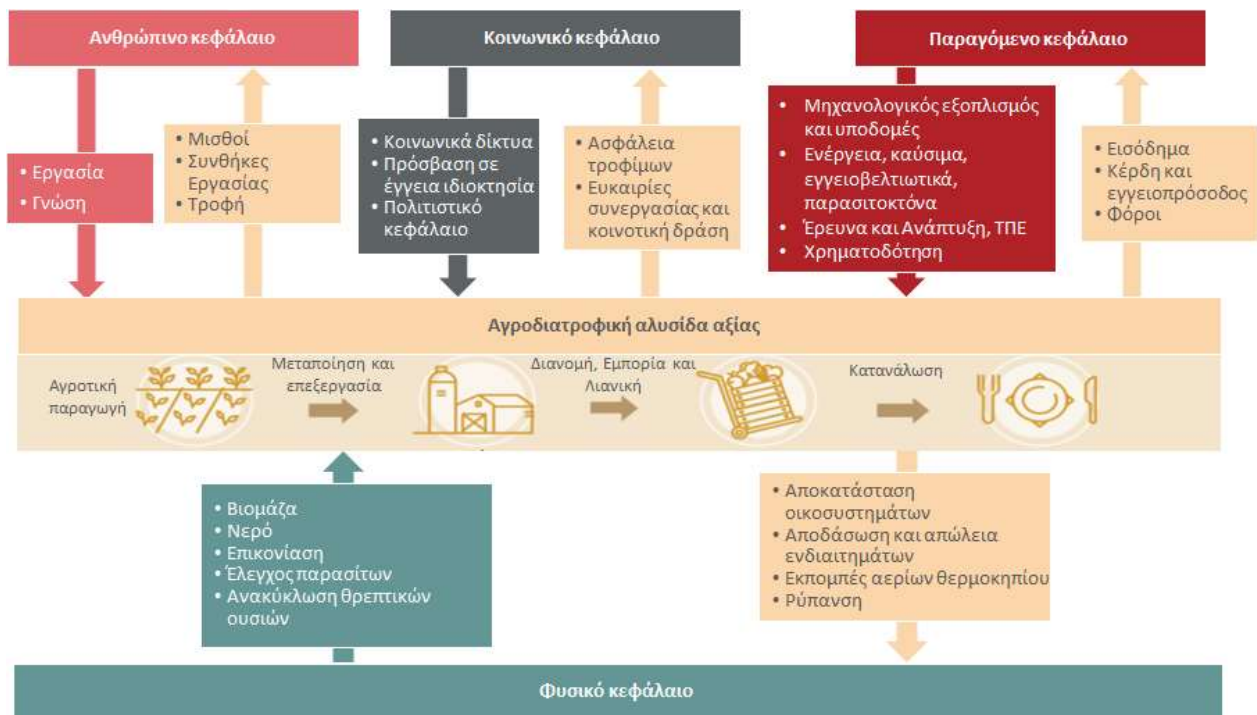 Ανθρώπινο κεφάλαιο
Κοινωνικό κεφάλαιο
Παραγόμενο κεφάλαιο
• Εργασία
• Γνώση
• Μισθοί
• Συνθήκες
Εργασίας
• Τροφή
• Κοινωνικά δίκτυα
• Πρόσβαση σε
έγγεια ιδιοκτησία
• Πολιτιστικό
κεφάλαιο
• Ασφάλεια
τροφίμων
• Ευκαιρίες
συνεργασίας και
κοινοτική δράση
• Μηχανολογικός εξοπλισμός
και υποδομές
• Ενέργεια, καύσιμα,
εγγειοβελτιωτικά,
παρασιτοκτόνα
• Έρευνα και Ανάπτυξη, ΤΠΕ
• Χρηματοδότηση
• Εισόδημα
• Κέρδη και
εγγειοπρόσοδος
• Φόροι
Αγροδιατροφική αλυσίδα αξίας
Αγροτική
παραγωγή
Μεταποίηση και
επεξεργασία
Διανομή, Εμπορία και
Λιανική
Κατανάλωση
• Βιομάζα
• Νερό
• Επικονίαση
• Έλεγχος παρασίτων
• Ανακύκλωση θρεπτικών
ουσιών
• Αποκατάσταση
οικοσυστημάτων
• Αποδάσωση και απώλεια
ενδιαιτημάτων
• Εκπομπές αερίων θερμοκηπίου
• Ρύπανση
Φυσικό κεφάλαιο